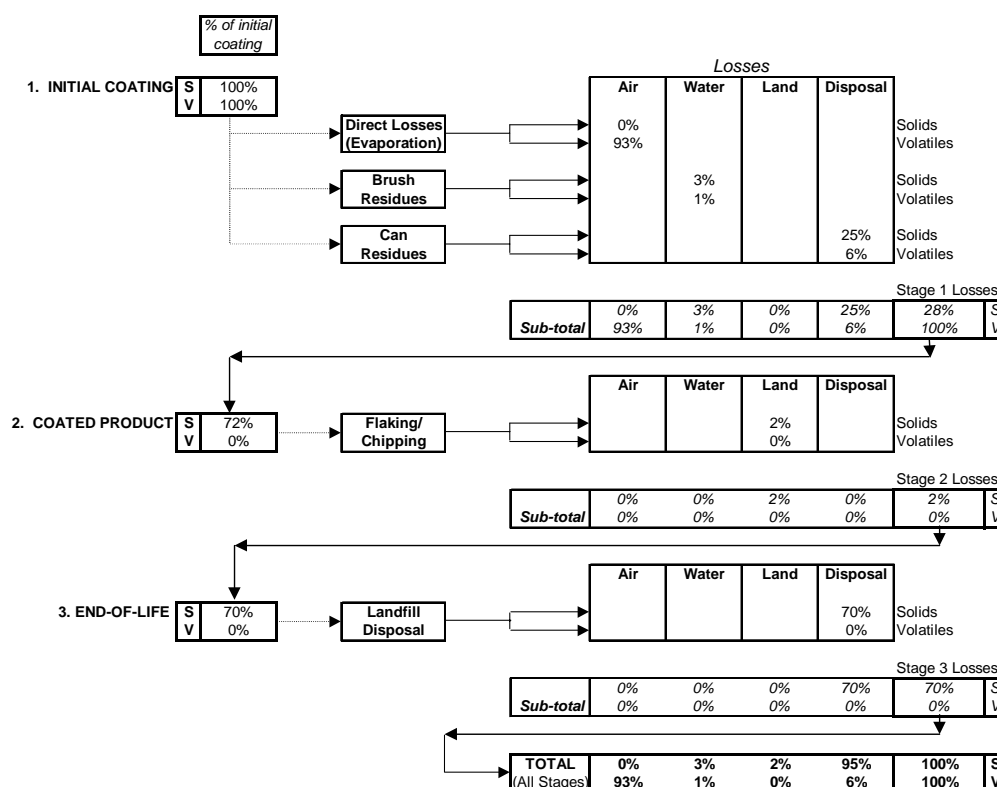 % of initial
coating
Losses
1. INITIAL COATING S 100%
V 100%
Air Water Land Disposal
Direct Losses
(Evaporation)
0% Solids
93% Volatiles
Brush
Residues
3% Solids
1% Volatiles
Can
Residues
25% Solids
6% Volatiles
Stage 1 Losses
0% 3% 0% 25% 28% S
Sub-total 93% 1% 0% 6% 100% V
Air Water Land Disposal
2. COATED PRODUCT S 72%
V 0%
Flaking/
Chipping
2% Solids
0% Volatiles
Stage 2 Losses
0% 0% 2% 0% 2% S
Sub-total 0% 0% 0% 0% 0% V
Air Water Land Disposal
3. END-OF-LIFE S 70%
V 0%
Landfill
Disposal
70% Solids
0% Volatiles
Stage 3 Losses
0% 0% 0% 70% 70% S
Sub-total 0% 0% 0% 0% 0% V
TOTAL 0% 3% 2% 95% 100% S
(All Stages) 93% 1% 0% 6% 100% V